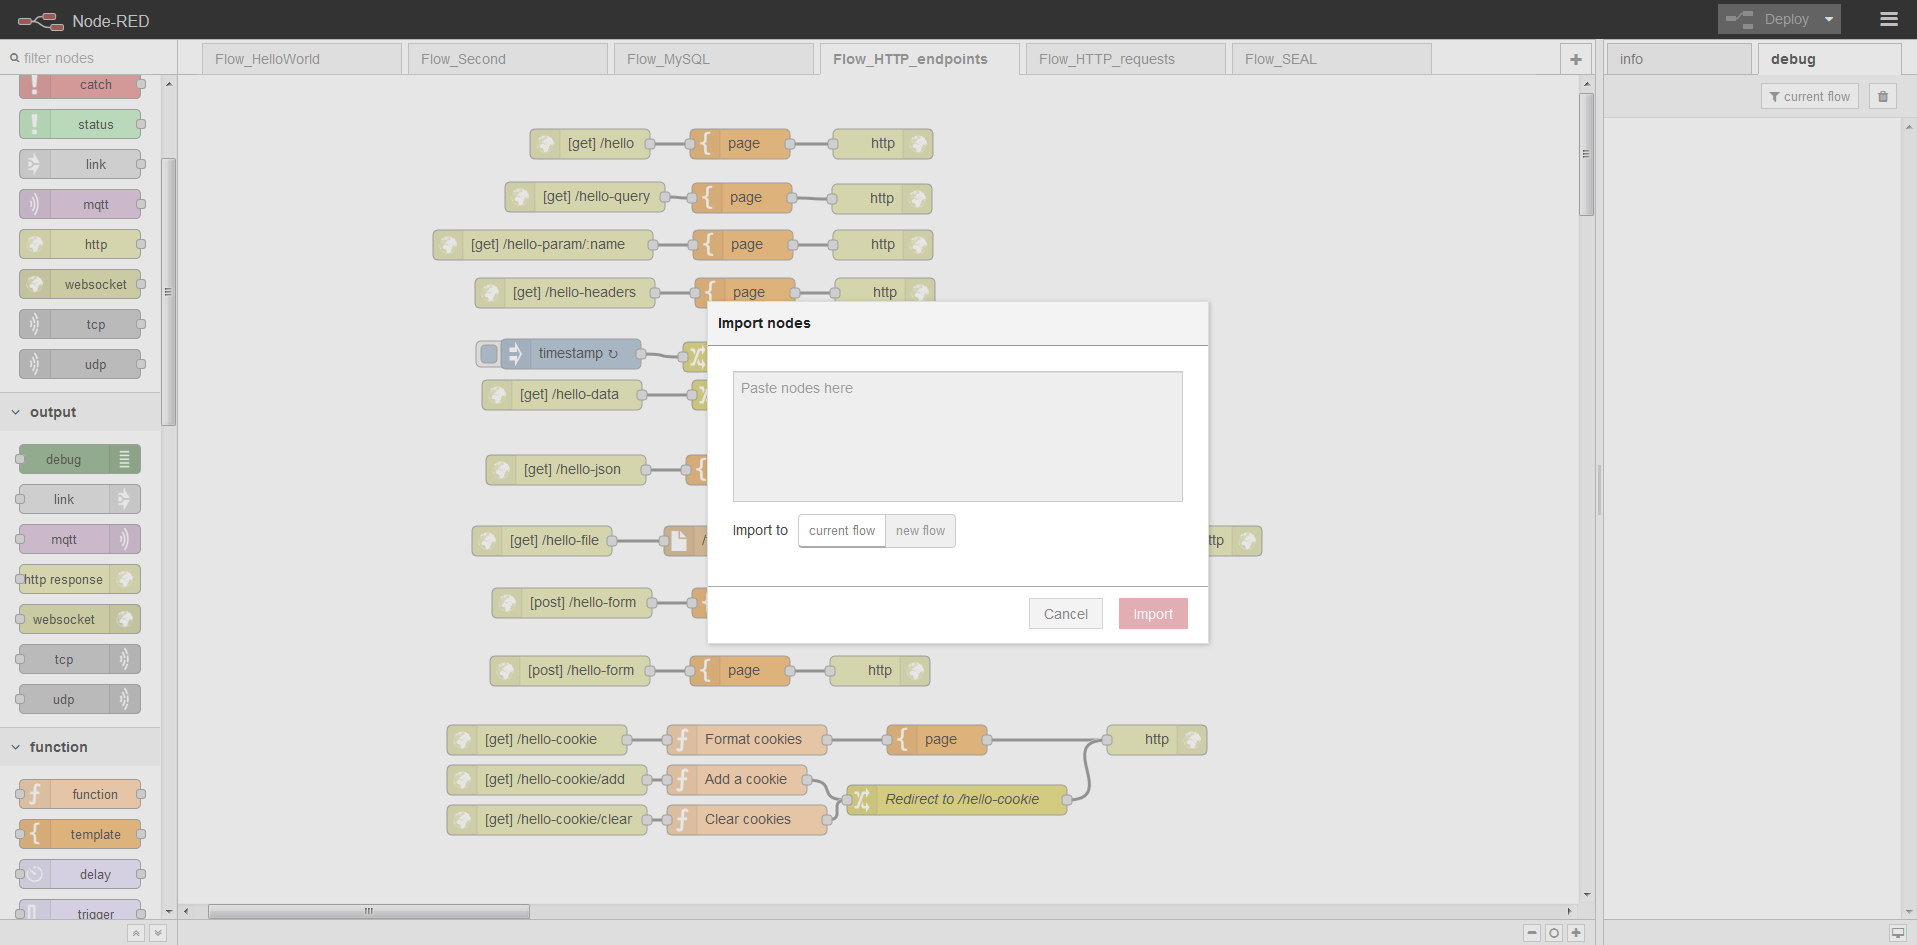 Node-RED
Deploy
filter nodes
Flow_HelloWorld
Flow_Second
Flow_MySQL
Flow_HTTP_endpoints
Flow_HTTP_requests
Flow_SEAL
info
debug
current flow
catch
status
link
mqtt
http
websocket
tcp
udp
output
debug
link
mqtt
http response
websocket
tcp
udp
function
function
template
delay
trigger
[get] /hello
page
http
[get] /hello-query
page
http
[get] /hello-param/:name
page
http
[get] /hello-headers
page
http
timestamp ↻
[get] /hello-data
[get] /hello-json
[get] /hello-file
[post] /hello-form
[post] /hello-form
page
http
[get] /hello-cookie
Format cookies
page
http
[get] /hello-cookie/add
Add a cookie
Redirect to /hello-cookie
[get] /hello-cookie/clear
Clear cookies
Import nodes
Paste nodes here
Import to
current flow
new flow
Cancel
Import